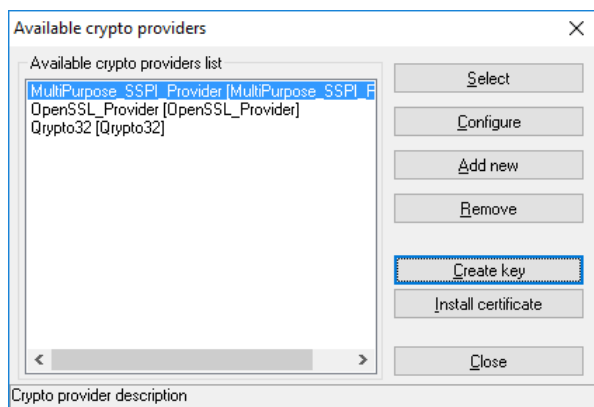 Available crypto providers
Available crypto providers list
MultiPurpose_SSPI_Provider [MultiPurpose_SSPI_P
OpenSSL_Provider [OpenSSL_Provider]
Qrypto32 [Qrypto32]
Select
Configure
Add new
Remove
Create key
Install certificate
Close
Crypto provider description